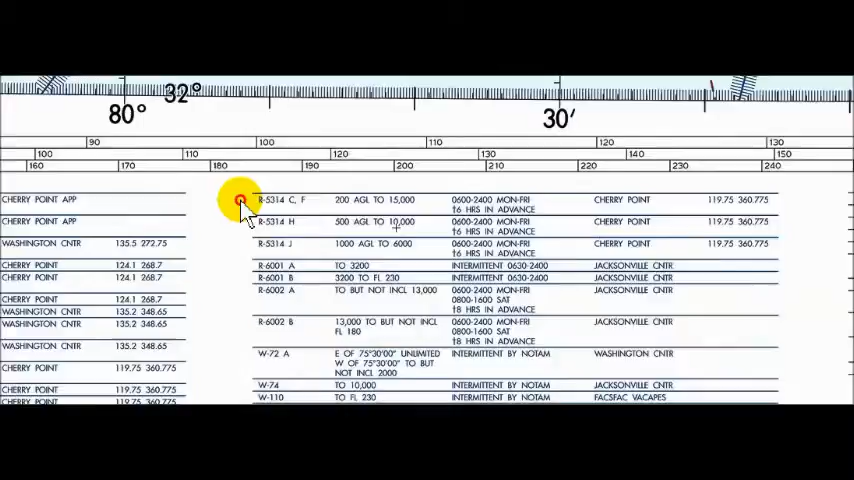 32°
80° 30′
90 100 110 120 130
100 110 120 130 140 150
160 170 180 190 200 210 220 230 240
CHERRY POINT APP
CHERRY POINT APP
WASHINGTON CNTR 135.5 272.75
CHERRY POINT 124.1 268.7
CHERRY POINT 124.1 268.7
CHERRY POINT 124.1 268.7
WASHINGTON CNTR 135.2 348.65
WASHINGTON CNTR 135.2 348.65
WASHINGTON CNTR 135.2 348.65
CHERRY POINT 119.75 360.775
CHERRY POINT 119.75 360.775
CHERRY POINT 119.75 360.775
R-5314 C, F 200 AGL TO 15,000 0600-2400 MON-FRI CHERRY POINT 119.75 360.775
†6 HRS IN ADVANCE
R-5314 H 500 AGL TO 10,000 0600-2400 MON-FRI CHERRY POINT 119.75 360.775
†6 HRS IN ADVANCE
R-5314 J 1000 AGL TO 6000 0600-2400 MON-FRI CHERRY POINT 119.75 360.775
†6 HRS IN ADVANCE
R-6001 A TO 3200 INTERMITTENT 0630-2400 JACKSONVILLE CNTR
R-6001 B 3200 TO FL 230 INTERMITTENT 0630-2400 JACKSONVILLE CNTR
R-6002 A TO BUT NOT INCL 13,000 0600-2400 MON-FRI JACKSONVILLE CNTR
0800-1600 SAT
†8 HRS IN ADVANCE
R-6002 B 13,000 TO BUT NOT INCL 0600-2400 MON-FRI JACKSONVILLE CNTR
FL 180 0800-1600 SAT
†8 HRS IN ADVANCE
W-72 A E OF 75°30'00" UNLIMITED INTERMITTENT BY NOTAM WASHINGTON CNTR
W OF 75°30'00" TO BUT
NOT INCL 2000
W-74 TO 10,000 INTERMITTENT BY NOTAM JACKSONVILLE CNTR
W-110 TO FL 230 INTERMITTENT BY NOTAM FACSFAC VACAPES